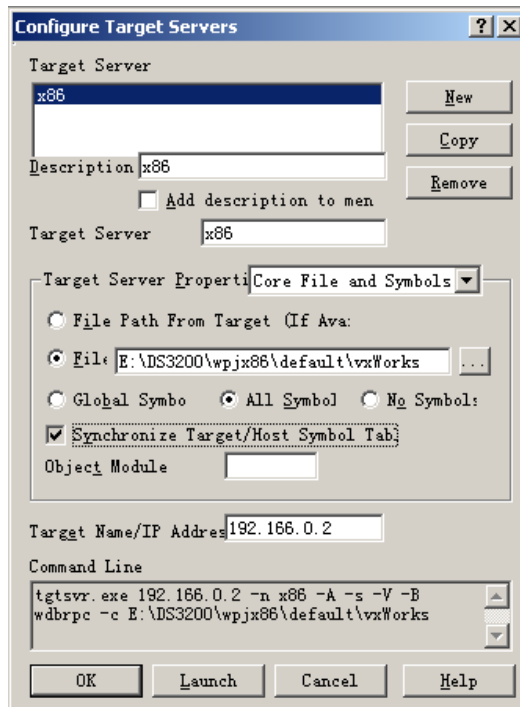 Configure Target Servers
Target Server
x86
New
Copy
Description x86
Remove
Add description to men
Target Server x86
Target Server Properti Core File and Symbols
File Path From Target (If Ava:
File E:\DS3200\wpjx86\default\vxWorks ...
Global Symbo All Symbol No Symbols
Synchronize Target/Host Symbol Tab
Object Module
Target Name/IP Addres 192.166.0.2
Command Line
tgtsvr.exe 192.166.0.2 -n x86 -A -s -V -B
wdbrpc -c E:\DS3200\wpjx86\default\vxWorks
OK Launch Cancel Help